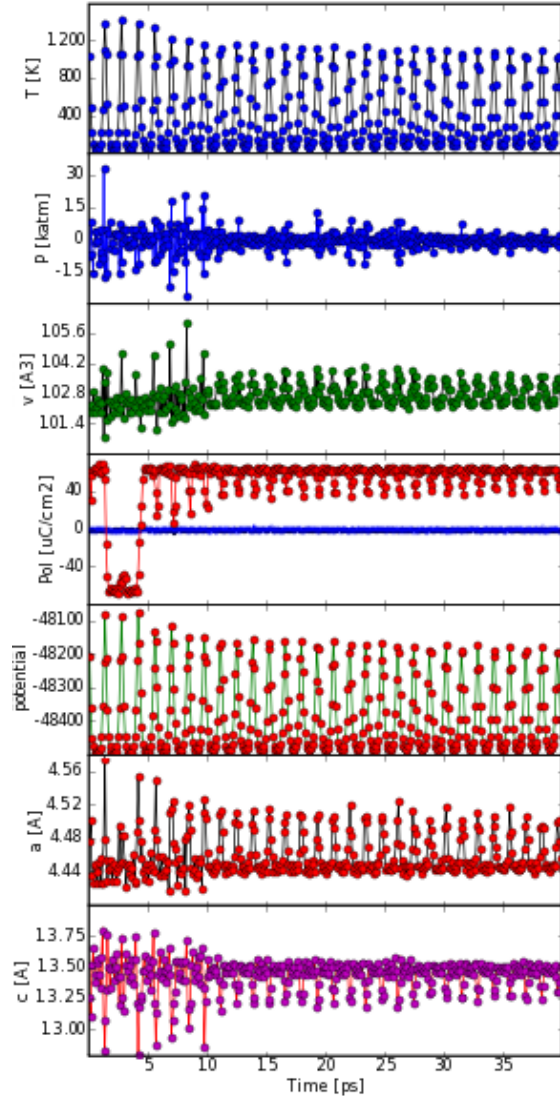 T [K]
1200
800
400
P [katm]
30
15
0
-15
v [A3]
105.6
104.2
102.8
101.4
Pol [uC/cm2]
40
0
-40
potential
-48100
-48200
-48300
-48400
a [A]
4.56
4.52
4.48
4.44
c [A]
13.75
13.50
13.25
13.00
5 10 15 20 25 30 35
Time [ps]